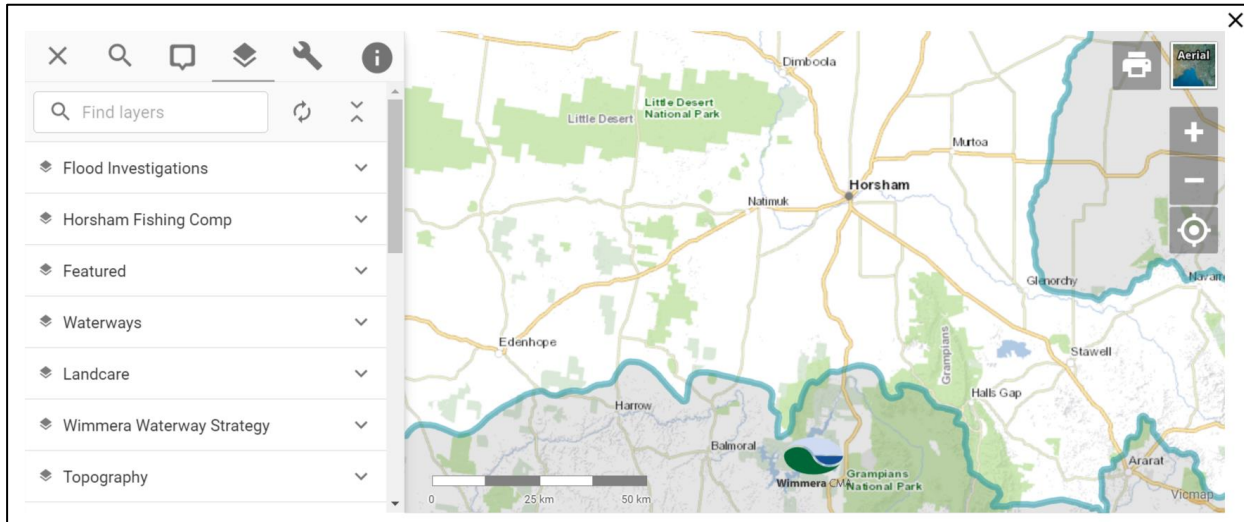 Find layers
Flood Investigations
Horsham Fishing Comp
Featured
Waterways
Landcare
Wimmera Waterway Strategy
Topography
Dimboola
Aerial
Little Desert
Little Desert
National Park
Murtoa
Horsham
Natimuk
Glenorchy
Navarre
Edenhope
Stawell
Grampians
Halls Gap
Harrow
Balmoral
Ararat
Wimmera CMA
Grampians
National Park
0
25 km
50 km
Vicmap